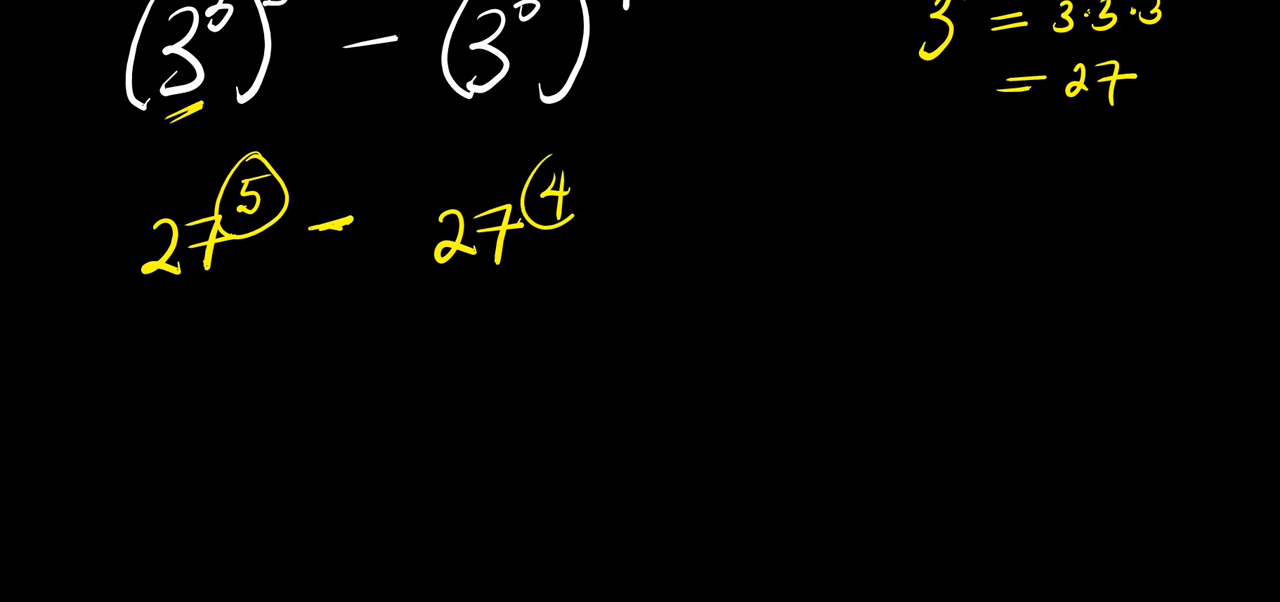 (3³)⁵ − (3³)⁴
3³ = 3·3·3
= 27
27⁵ − 27⁴